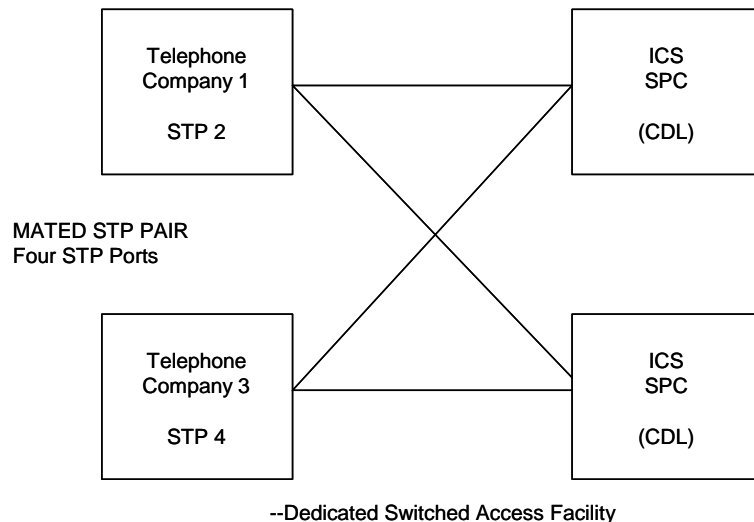 Telephone
Company 1
STP 2
ICS
SPC
(CDL)
MATED STP PAIR
Four STP Ports
Telephone
Company 3
STP 4
ICS
SPC
(CDL)
--Dedicated Switched Access Facility